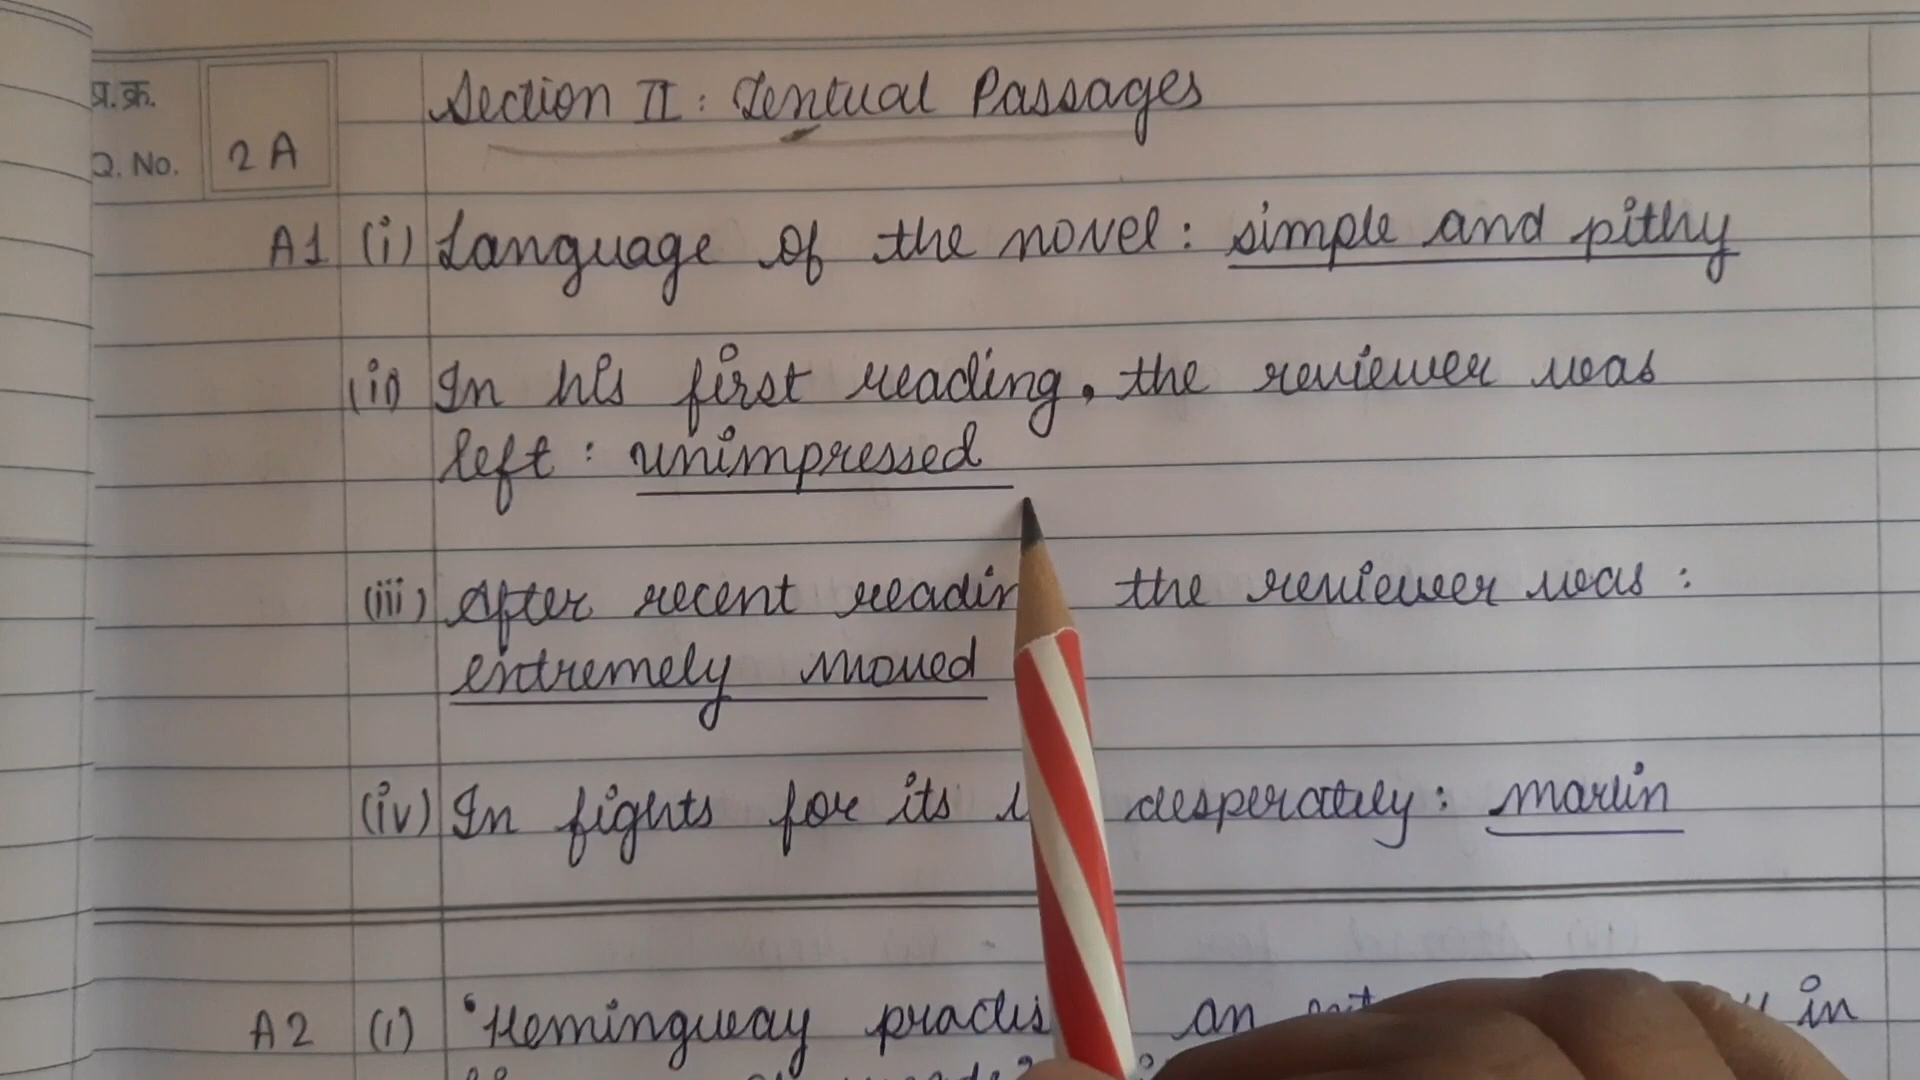 प्र.क्र.
Q. No.
2 A
Section II : Textual Passages
A1 (i) Language of the novel : simple and pithy
(ii) In his first reading, the reviewer was
left : unimpressed
(iii) After recent readin the reviewer was :
extremely moved
(iv) In fights for its desperately : marlin
A2 (i) "Hemingway practis an in